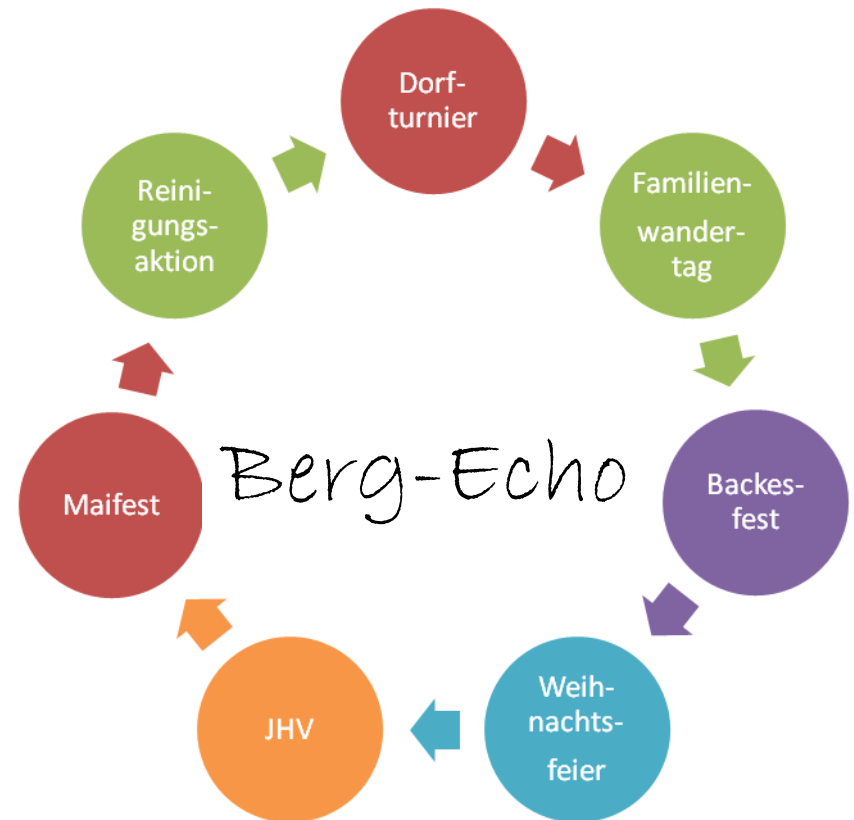 Dorf-
turnier
Familien-
wander-
tag
Backes-
fest
Weih-
nachts-
feier
JHV
Maifest
Reini-
gungs-
aktion
Berg-Echo